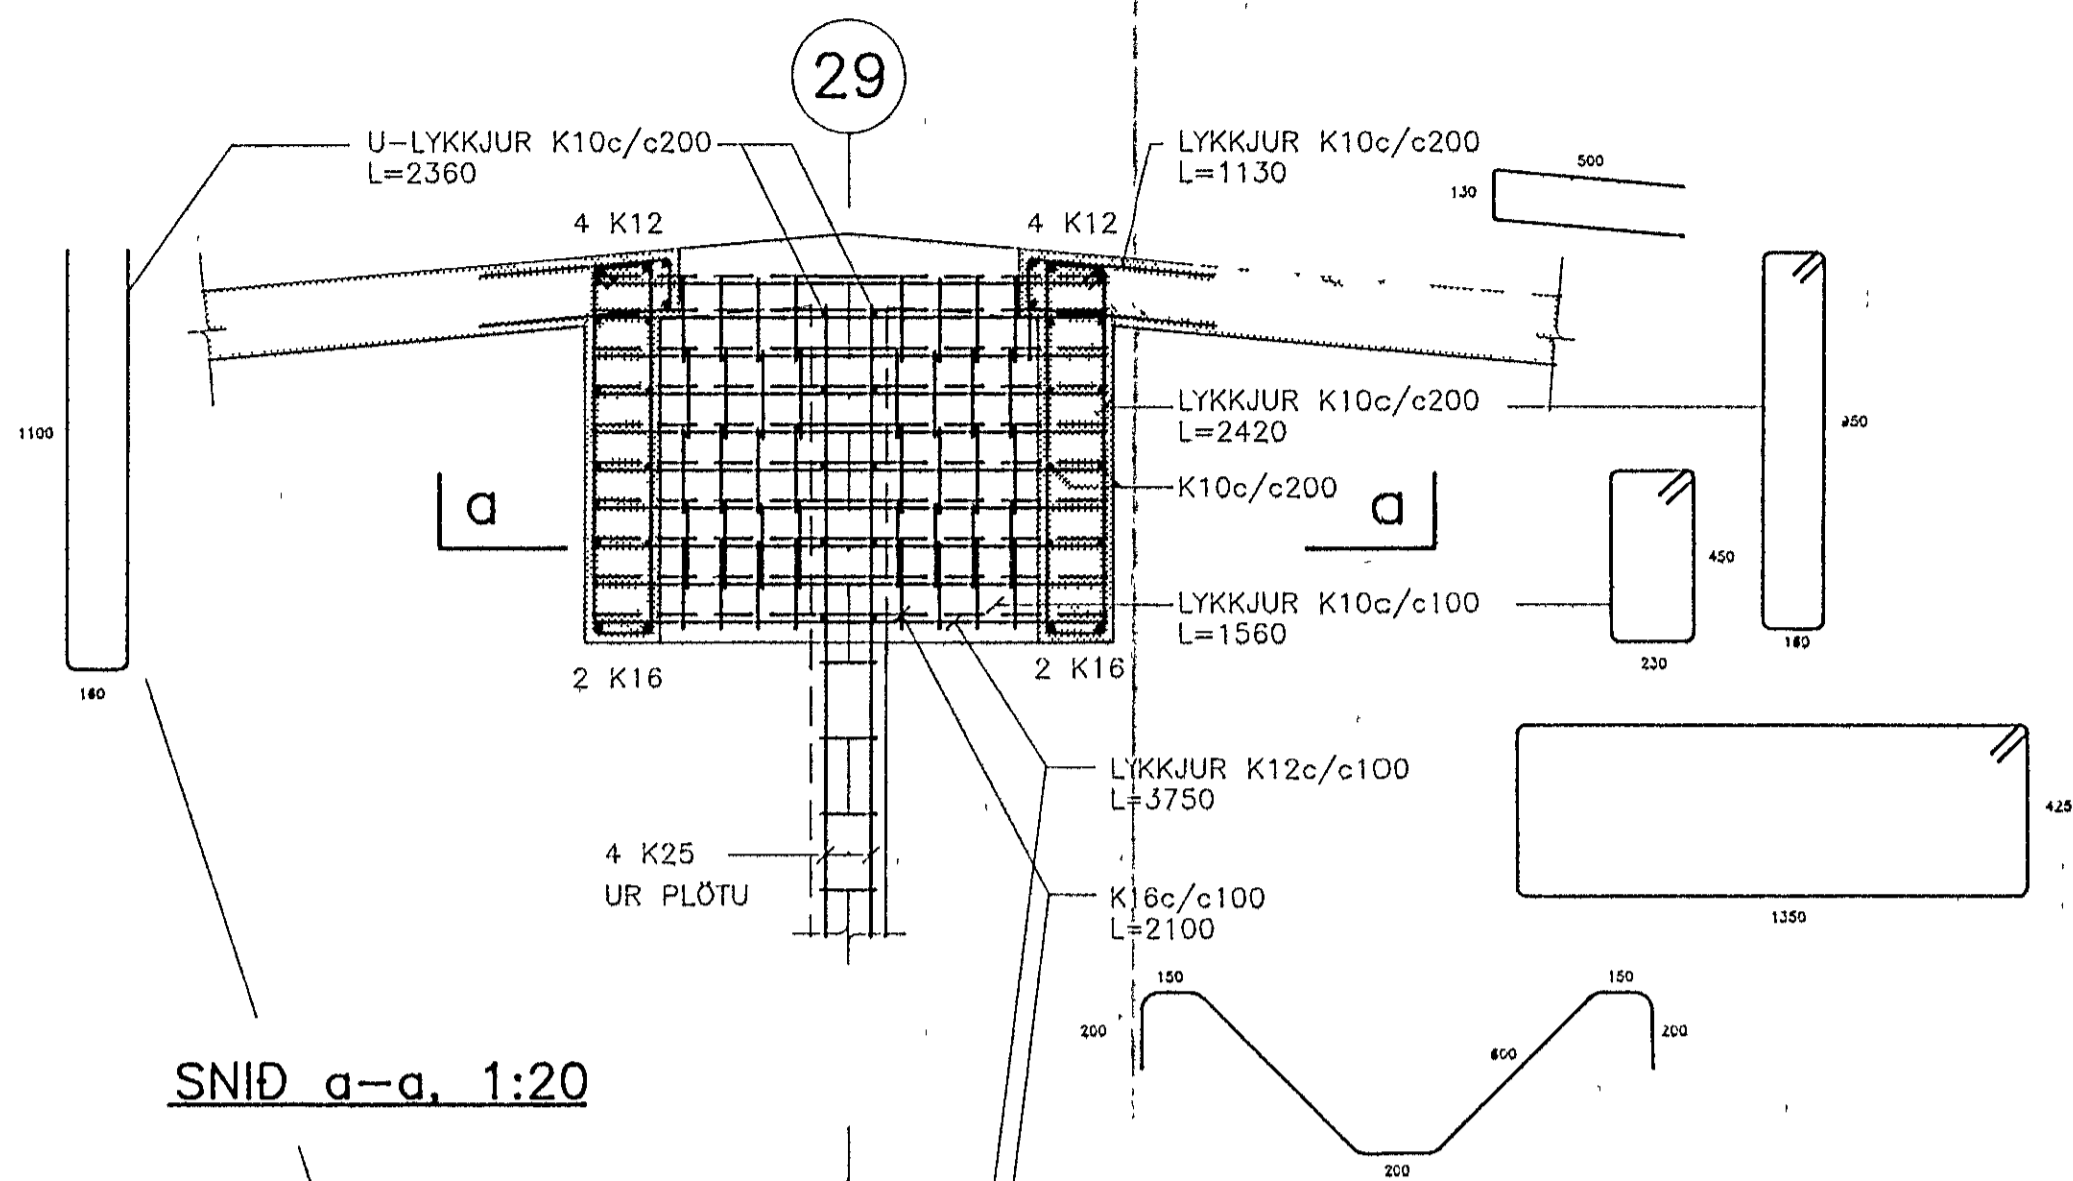 29
U-LYKKJUR K10c/c200
L=2360
LYKKJUR K10c/c200
L=1130
500
130
4 K12
4 K12
1100
160
LYKKJUR K10c/c200
L=2420
950
160
K10c/c200
a
a
450
230
LYKKJUR K10c/c100
L=1560
2 K16
2 K16
LYKKJUR K12c/c100
L=3750
425
1350
4 K25
UR PLÖTU
K16c/c100
L=2100
150
150
200
200
600
200
SNIÐ a-a, 1:20